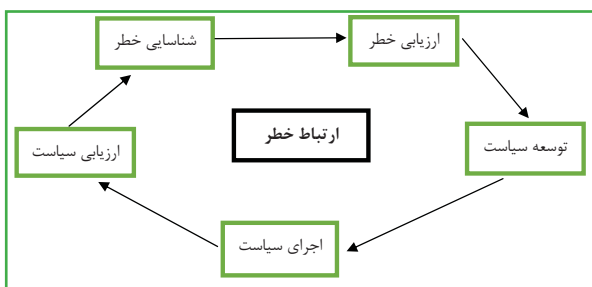 شناسایی خطر
ارزیابی خطر
ارتباط خطر
ارزیابی سیاست
توسعه سیاست
اجرای سیاست